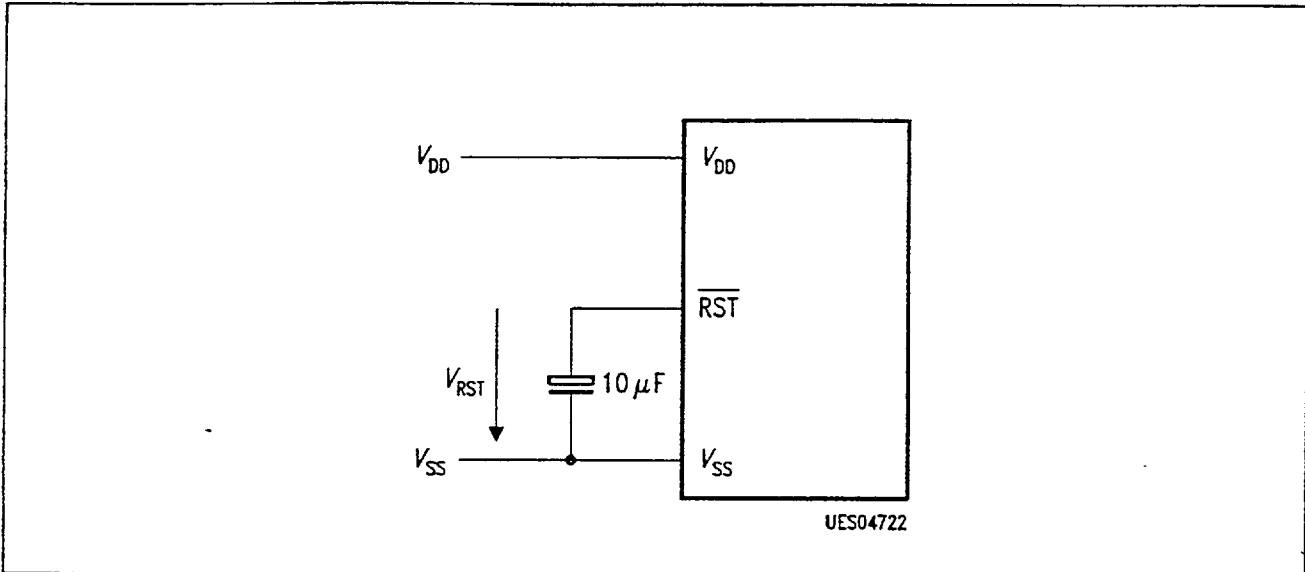 V_DD
V_DD
RST
V_RST
10 µF
V_SS
V_SS
UES04722